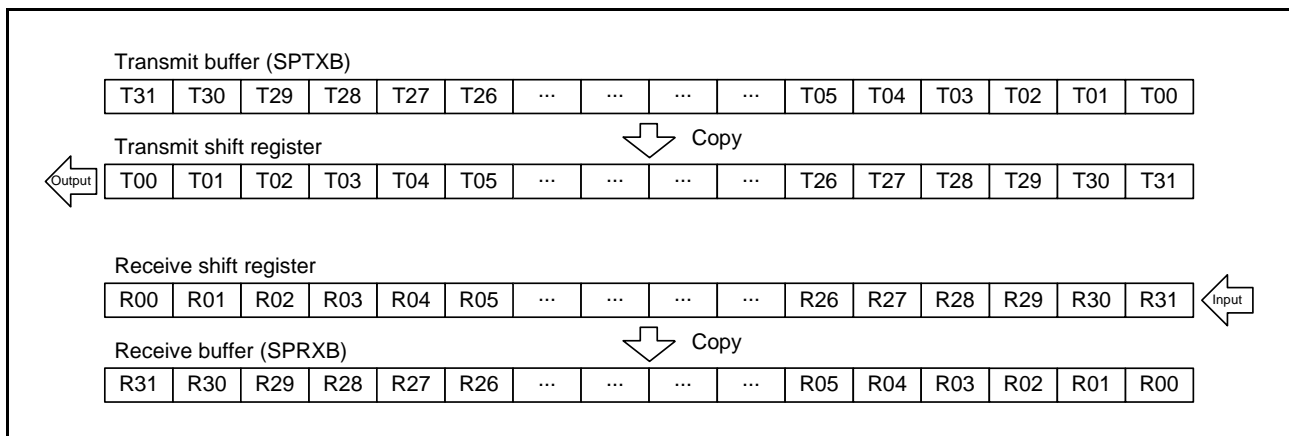 Transmit buffer (SPTXB)
T31 T30 T29 T28 T27 T26 ... ... ... ... T05 T04 T03 T02 T01 T00
Copy
Transmit shift register
Output T00 T01 T02 T03 T04 T05 ... ... ... ... T26 T27 T28 T29 T30 T31
Receive shift register
R00 R01 R02 R03 R04 R05 ... ... ... ... R26 R27 R28 R29 R30 R31 Input
Copy
Receive buffer (SPRXB)
R31 R30 R29 R28 R27 R26 ... ... ... ... R05 R04 R03 R02 R01 R00